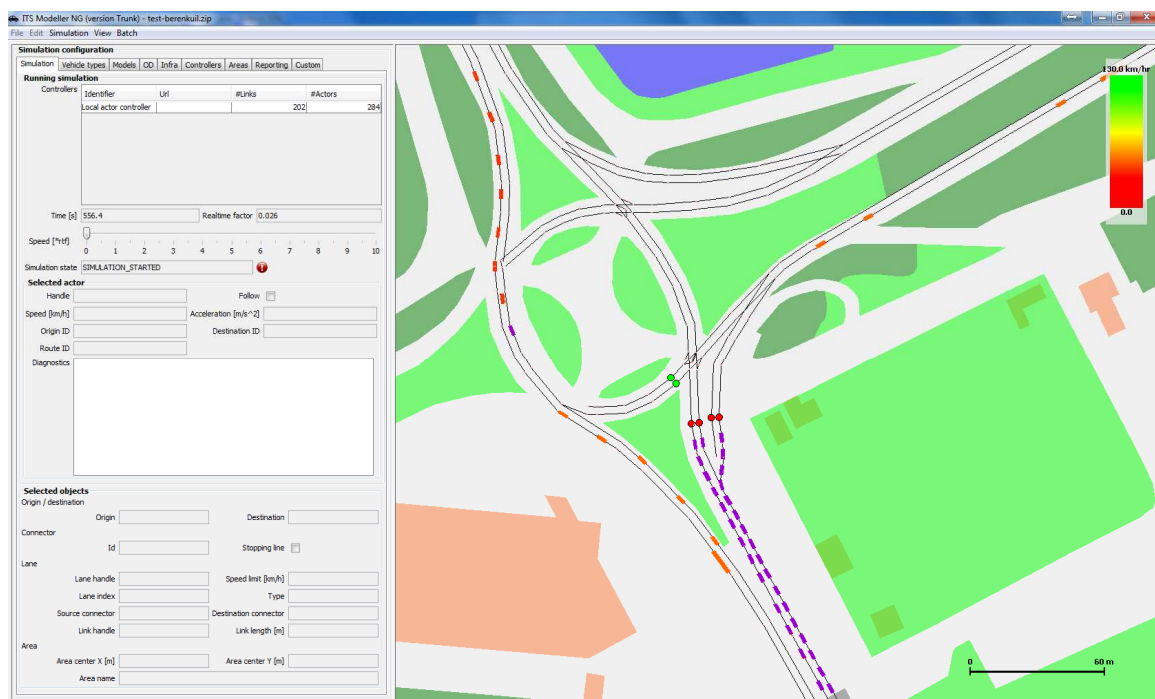 ITS Modeller NG (version Trunk) - test-berenkuil.zip
File Edit Simulation View Batch
Simulation configuration
Simulation Vehicle types Models OD Infra Controllers Areas Reporting Custom
Running simulation
Controllers
Identifier Url #Links #Actors
Local actor controller 202 284
Time [s] 556.4 Realtime factor 0.026
Speed [*rtf]
0 1 2 3 4 5 6 7 8 9 10
Simulation state SIMULATION_STARTED
Selected actor
Handle Follow
Speed [km/h] Acceleration [m/s^2]
Origin ID Destination ID
Route ID
Diagnostics
Selected objects
Origin / destination
Origin Destination
Connector
Id Stopping line
Lane
Lane handle Speed limit [km/h]
Lane index Type
Source connector Destination connector
Link handle Link length [m]
Area
Area center X [m] Area center Y [m]
Area name
130.0 km/hr
0.0
0 60 m